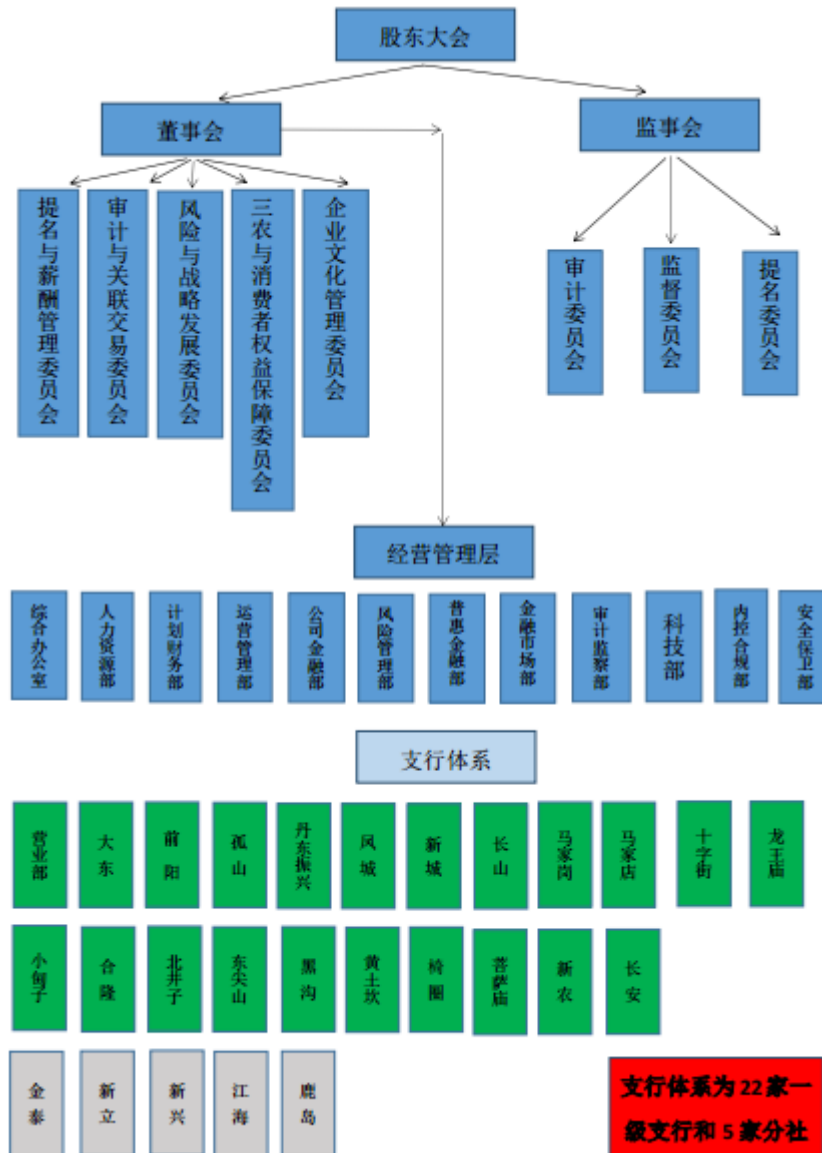 股东大会
董事会
监事会
提名与薪酬管理委员会
审计与关联交易委员会
风险与战略发展委员会
三农与消费者权益保障委员会
企业文化管理委员会
审计委员会
监督委员会
提名委员会
经营管理层
综合办公室
人力资源部
计划财务部
运营管理部
公司金融部
风险管理部
普惠金融部
金融市场部
审计监察部
科技部
内控合规部
安全保卫部
支行体系
营业部
大东
前阳
孤山
丹东振兴
凤城
新城
长山
马家岗
马家店
十字街
龙王庙
小甸子
合隆
北井子
东尖山
黑沟
黄土坎
椅圈
菩萨庙
新农
长安
金泰
新立
新兴
江海
鹿岛
支行体系为22家一
级支行和5家分社